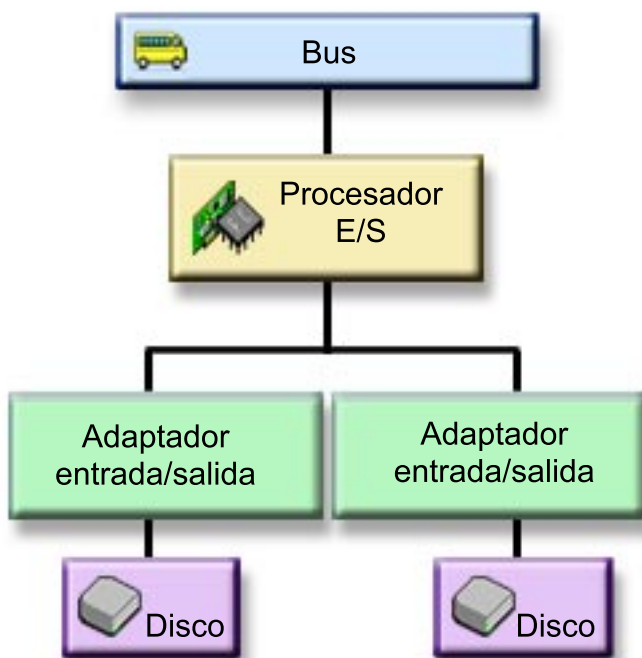 Bus
Procesador
E/S
Adaptador
entrada/salida
Adaptador
entrada/salida
Disco
Disco